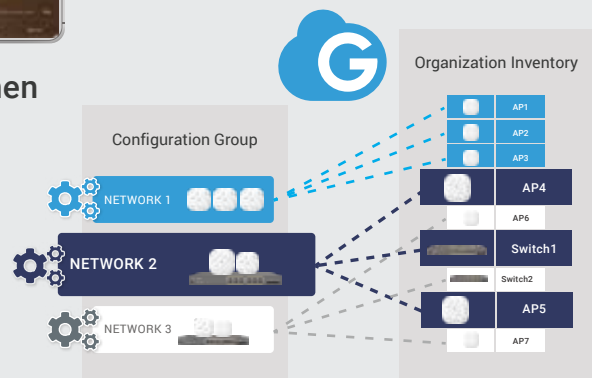 Organization Inventory
Configuration Group
NETWORK 1
NETWORK 2
NETWORK 3
AP1
AP2
AP3
AP4
AP6
Switch1
Switch2
AP5
AP7
G